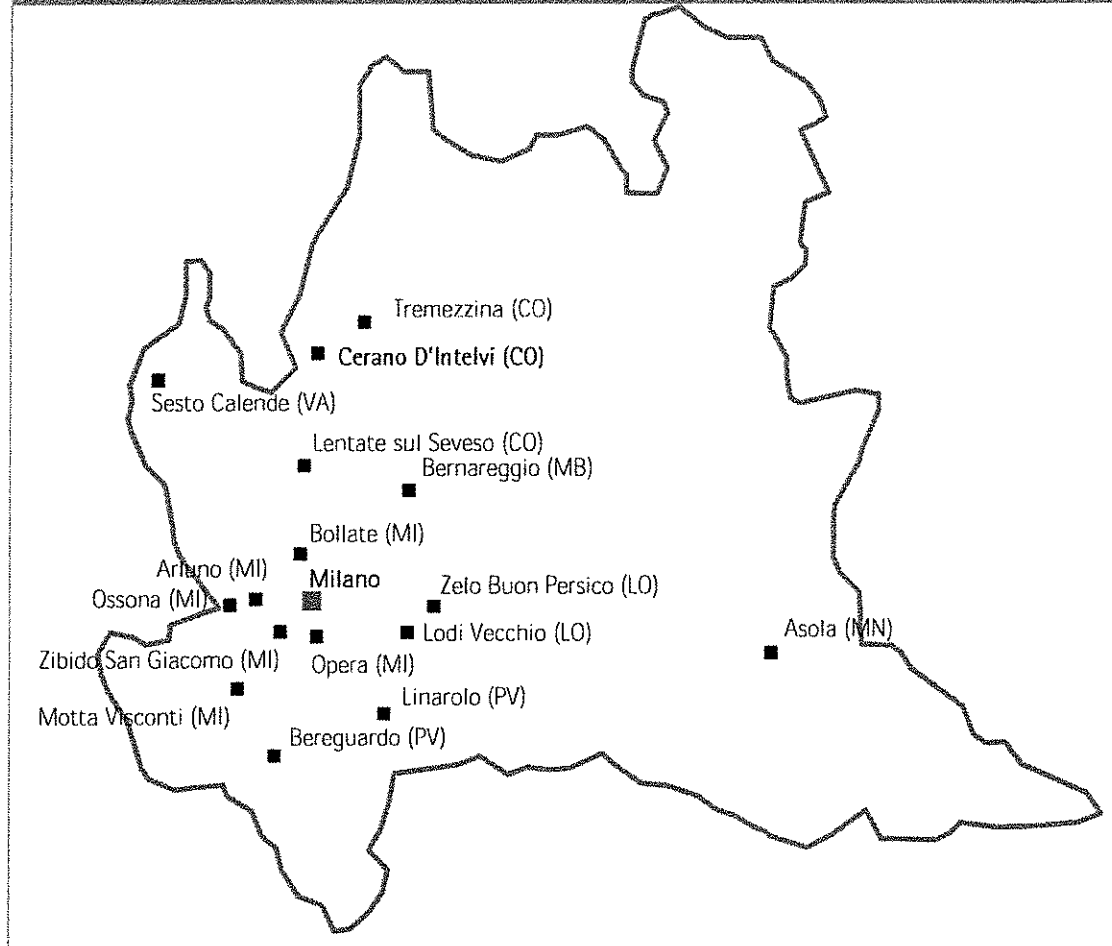 Tremezzina (CO)
Cerano D'Intelvi (CO)
Sesto Calende (VA)
Lentate sul Seveso (CO)
Bernareggio (MB)
Bollate (MI)
Arluno (MI)
Milano
Ossona (MI)
Zelo Buon Persico (LO)
Lodi Vecchio (LO)
Asola (MN)
Zibido San Giacomo (MI)
Opera (MI)
Linarolo (PV)
Motta Visconti (MI)
Bereguardo (PV)